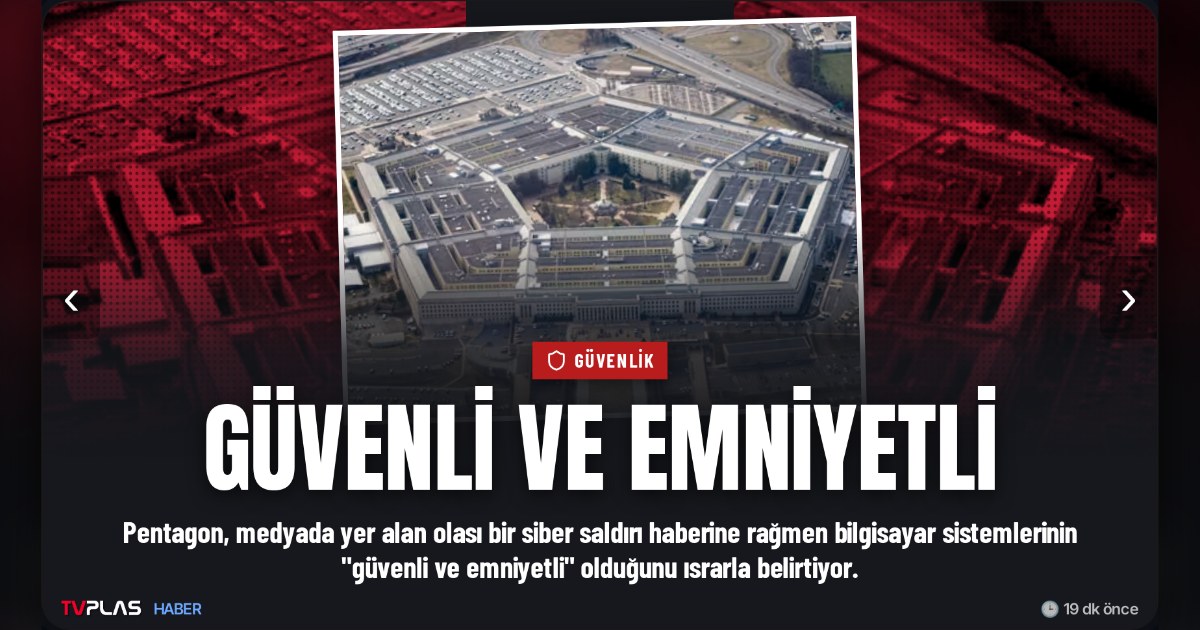 GÜVENLİK
GÜVENLİ VE EMNİYETLİ
Pentagon, medyada yer alan olası bir siber saldırı haberine rağmen bilgisayar sistemlerinin
"güvenli ve emniyetli" olduğunu ısrarla belirtiyor.
TVPLAS HABER
19 dk önce